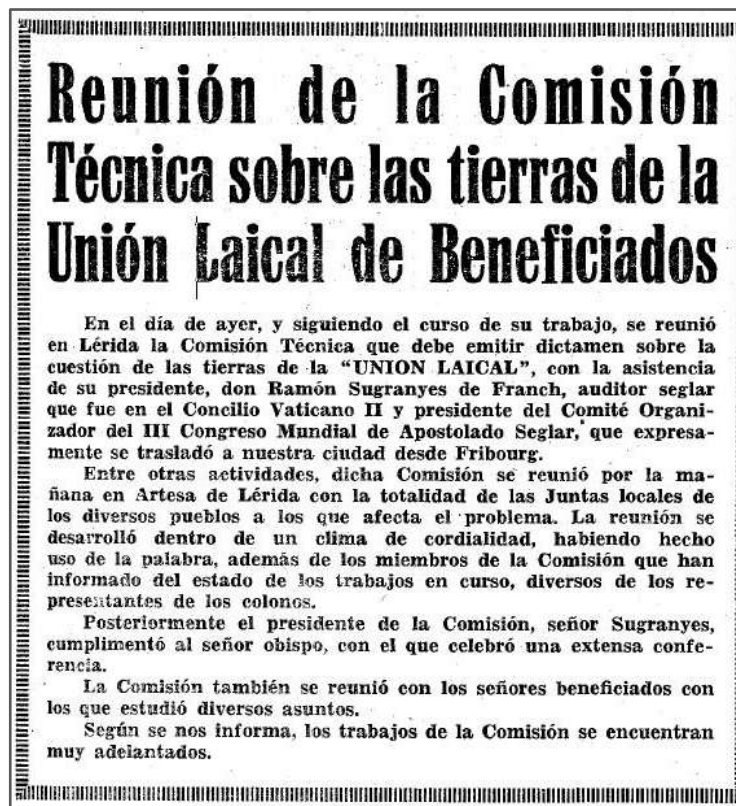 Reunión de la Comisión
Técnica sobre las tierras de la
Unión Laical de Beneficiados
En el día de ayer, y siguiendo el curso de su trabajo, se reunió
en Lérida la Comisión Técnica que debe emitir dictamen sobre la
cuestión de las tierras de la "UNION LAICAL", con la asistencia
de su presidente, don Ramón Sugranyes de Franch, auditor seglar
que fue en el Concilio Vaticano II y presidente del Comité Organi-
zador del III Congreso Mundial de Apostolado Seglar, que expresa-
mente se trasladó a nuestra ciudad desde Fribourg.
Entre otras actividades, dicha Comisión se reunió por la ma-
ñana en Artesa de Lérida con la totalidad de las Juntas locales de
los diversos pueblos a los que afecta el problema. La reunión se
desarrolló dentro de un clima de cordialidad, habiendo hecho
uso de la palabra, además de los miembros de la Comisión que han
informado del estado de los trabajos en curso, diversos de los re-
presentantes de los colonos.
Posteriormente el presidente de la Comisión, señor Sugranyes,
cumplimentó al señor obispo, con el que celebró una extensa confe-
rencia.
La Comisión también se reunió con los señores beneficiados con
los que estudió diversos asuntos.
Según se nos informa, los trabajos de la Comisión se encuentran
muy adelantados.